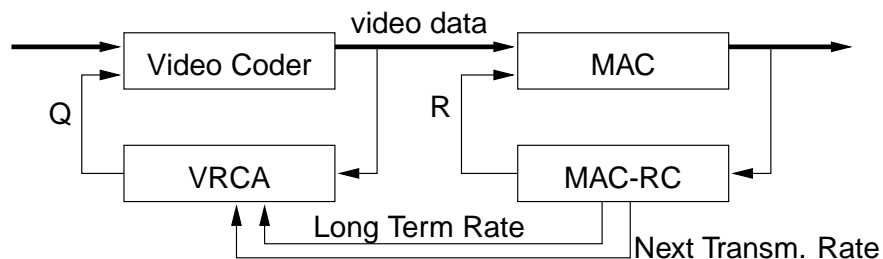 video data
Video Coder
MAC
Q
R
VRCA
MAC-RC
Long Term Rate
Next Transm. Rate